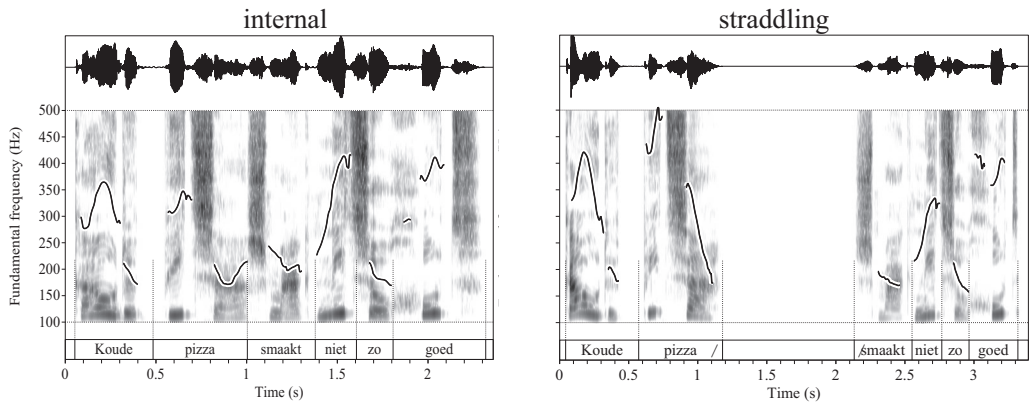 internal
straddling
Fundamental frequency (Hz)
500
450
400
350
300
250
200
150
100
Koude pizza smaakt niet zo goed
0 0.5 1 1.5 2
Time (s)
Koude pizza / /smaakt niet zo goed
0 0.5 1 1.5 2 2.5 3
Time (s)